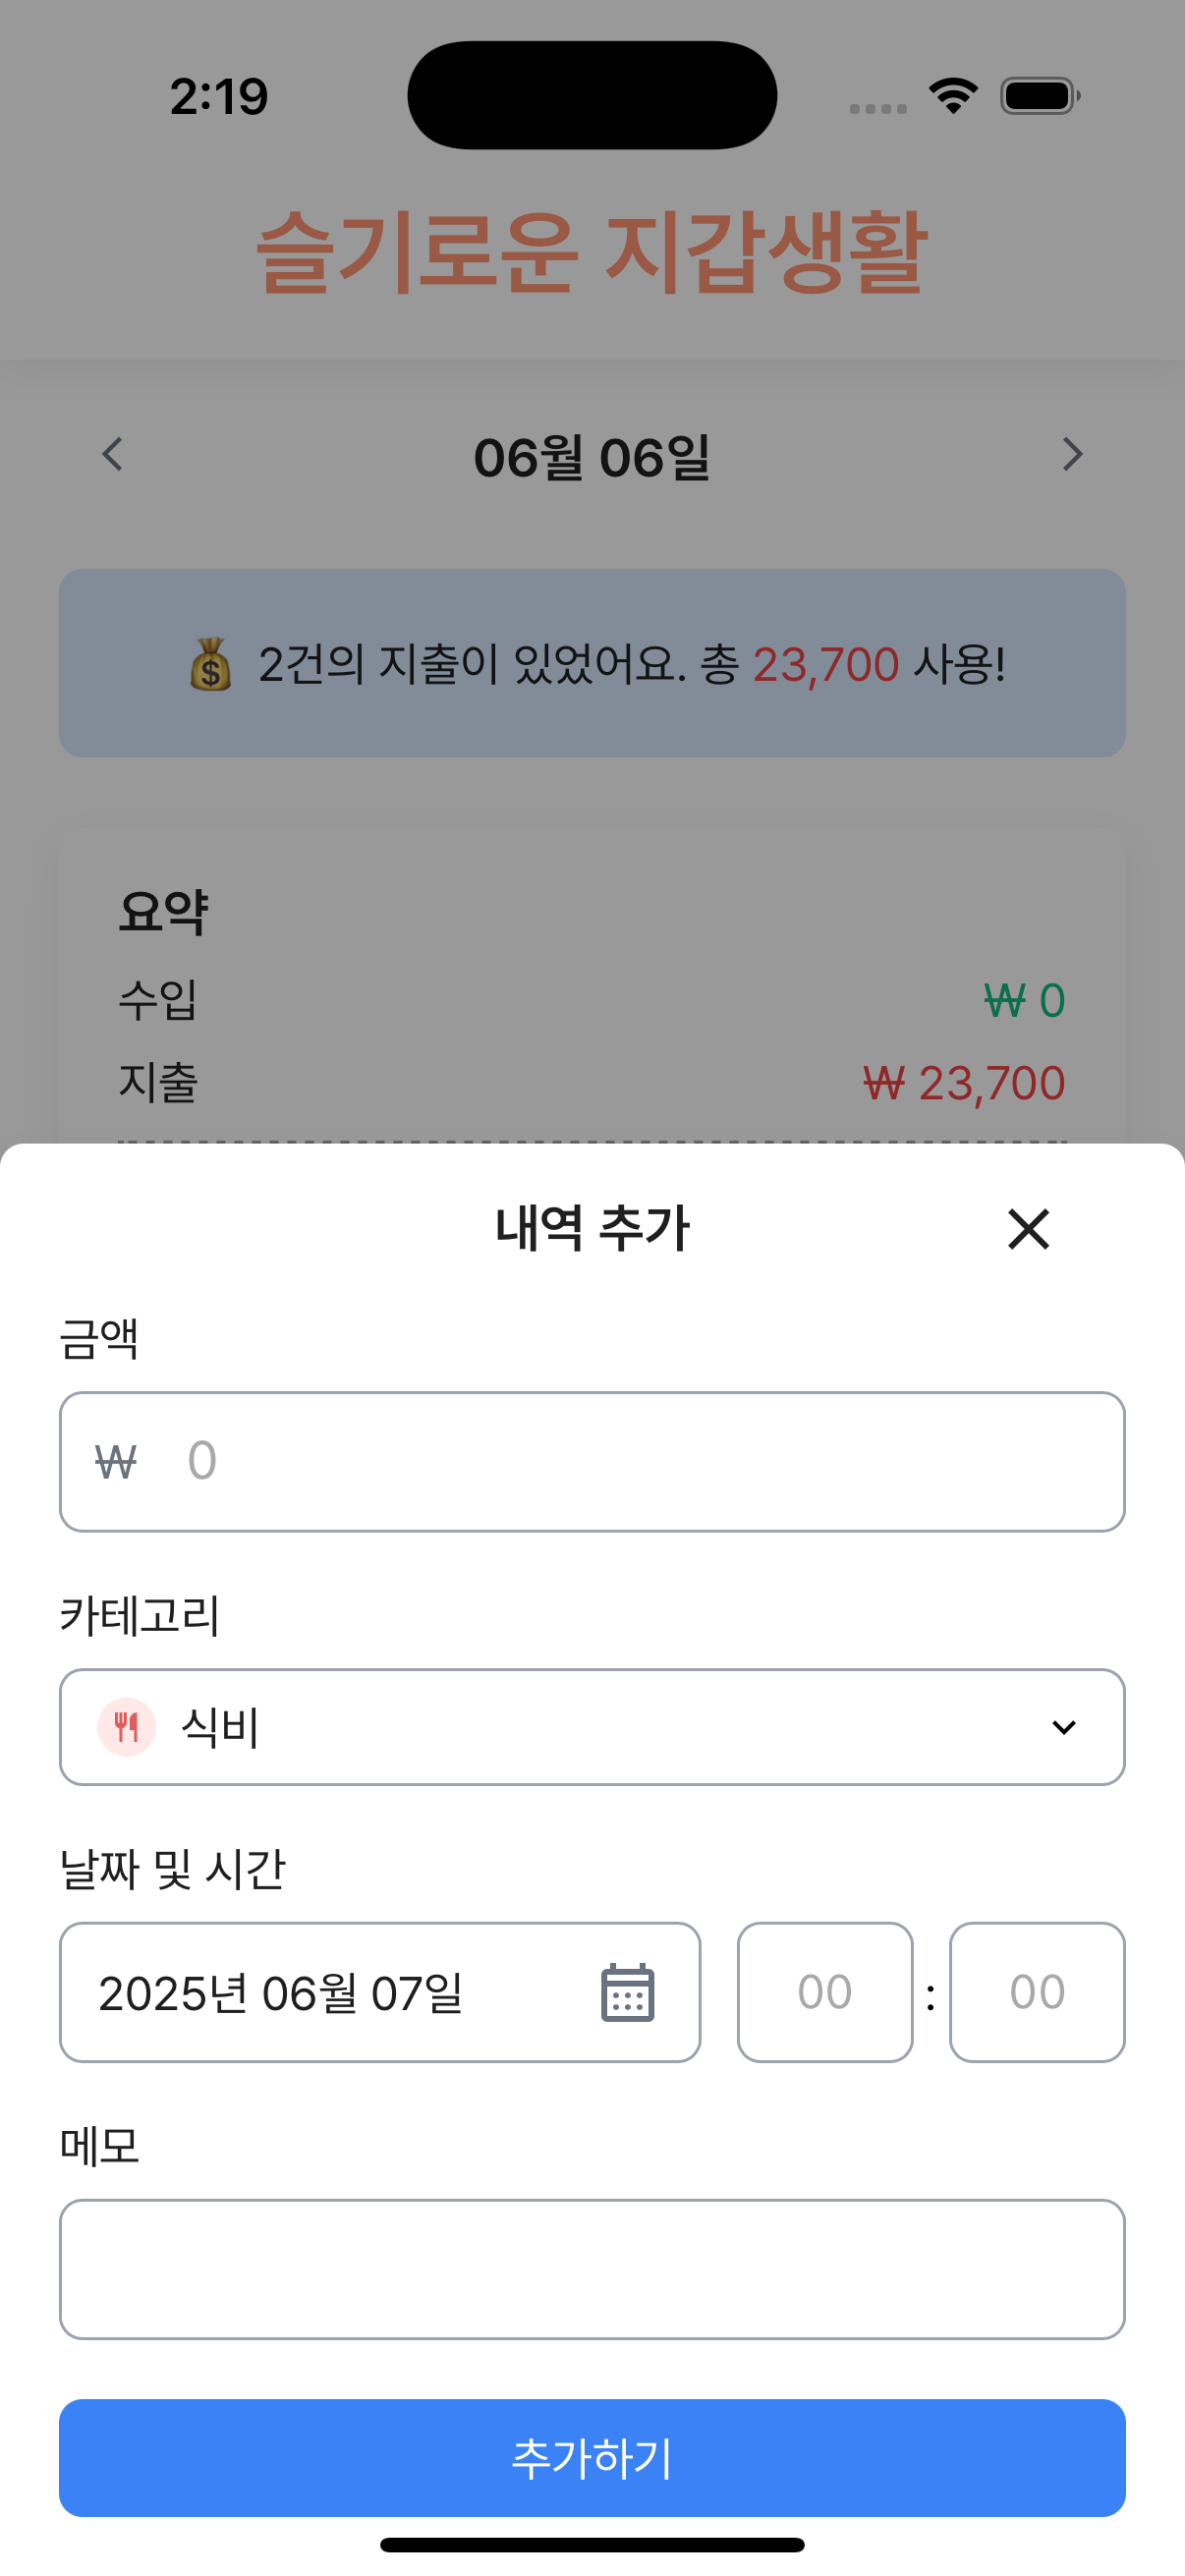 2:19
슬기로운 지갑생활
06월 06일
💰 2건의 지출이 있었어요. 총 23,700 사용!
요약
수입 ₩ 0
지출 ₩ 23,700
내역 추가
금액
₩ 0
카테고리
식비
날짜 및 시간
2025년 06월 07일 00 : 00
메모
추가하기